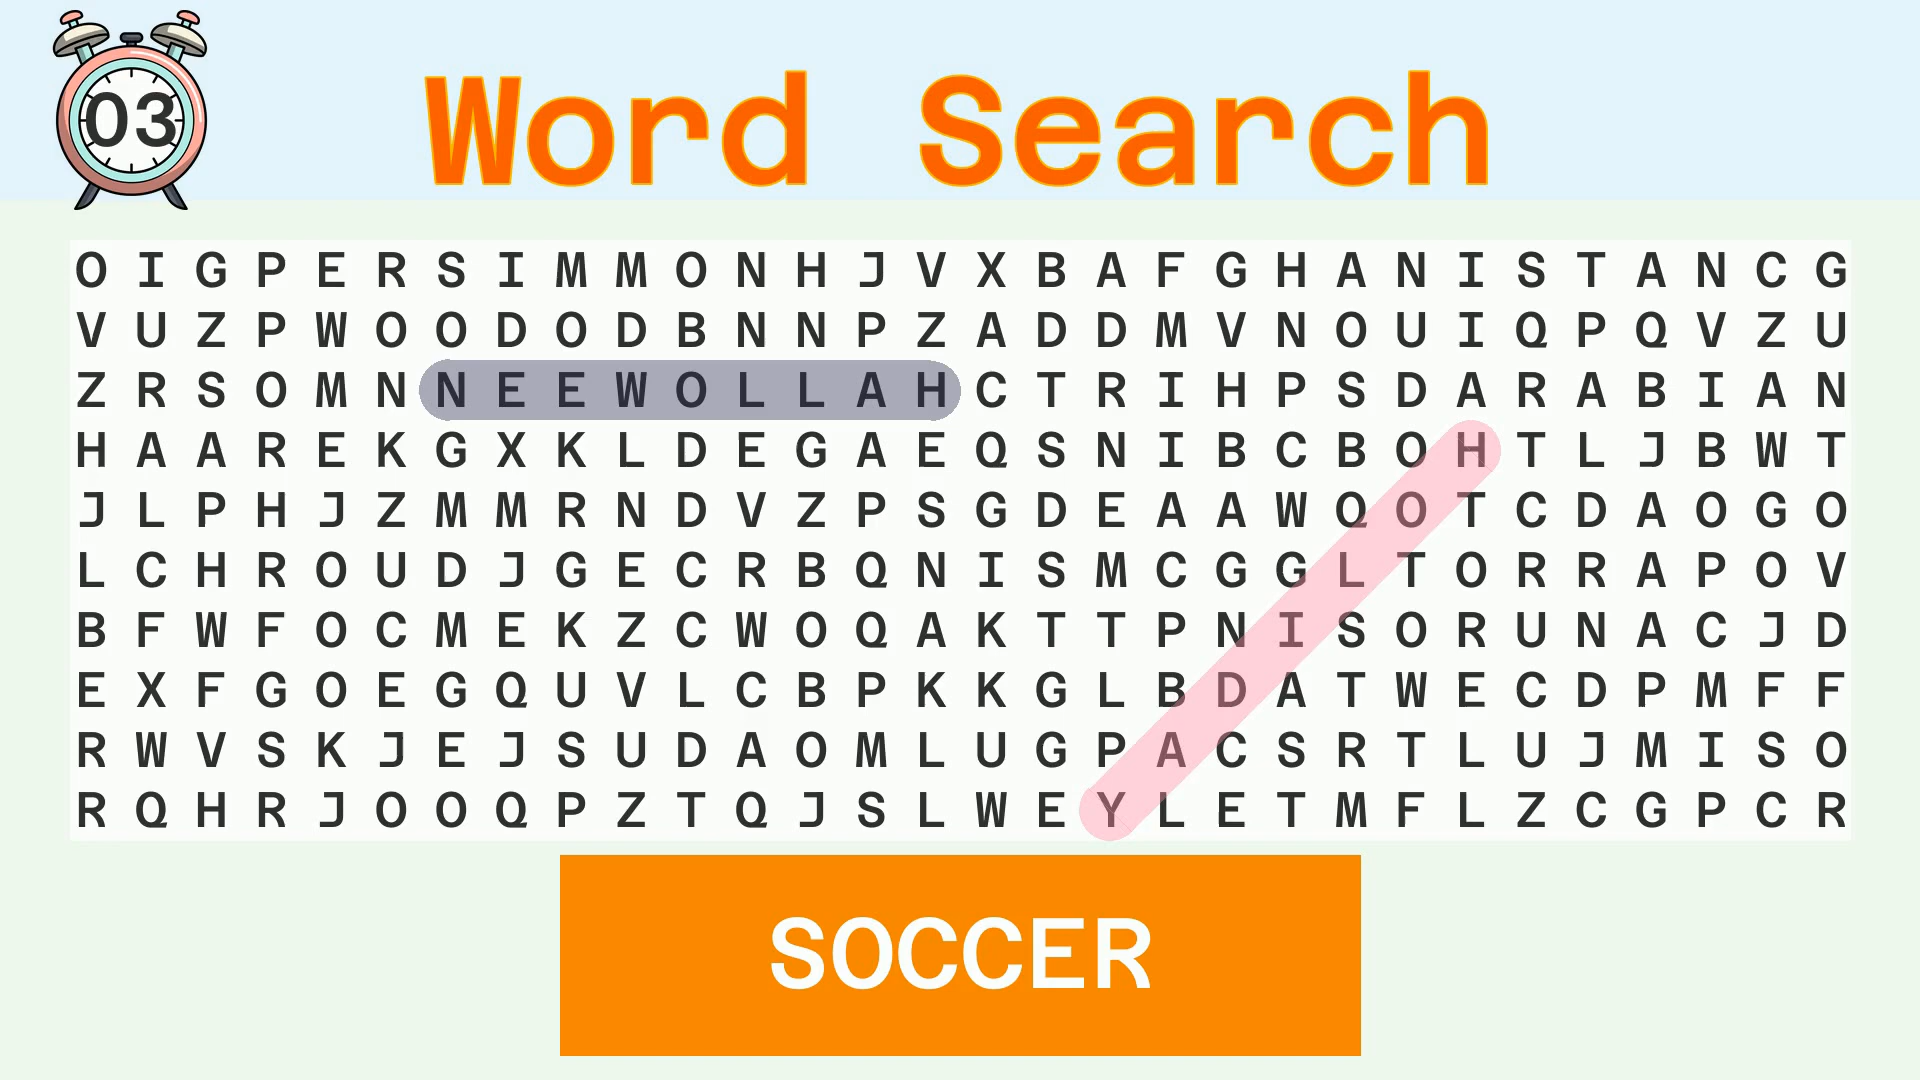 03
Word Search
O I G P E R S I M M O N H J V X B A F G H A N I S T A N C G
V U Z P W O O D O D B N N P Z A D D M V N O U I Q P Q V Z U
Z R S O M N N E E W O L L A H C T R I H P S D A R A B I A N
H A A R E K G X K L D E G A E Q S N I B C B O H T L J B W T
J L P H J Z M M R N D V Z P S G D E A A W Q O T C D A O G O
L C H R O U D J G E C R B Q N I S M C G G L T O R R A P O V
B F W F O C M E K Z C W O Q A K T T P N I S O R U N A C J D
E X F G O E G Q U V L C B P K K G L B D A T W E C D P M F F
R W V S K J E J S U D A O M L U G P A C S R T L U J M I S O
R Q H R J O O Q P Z T Q J S L W E Y L E T M F L Z C G P C R
SOCCER